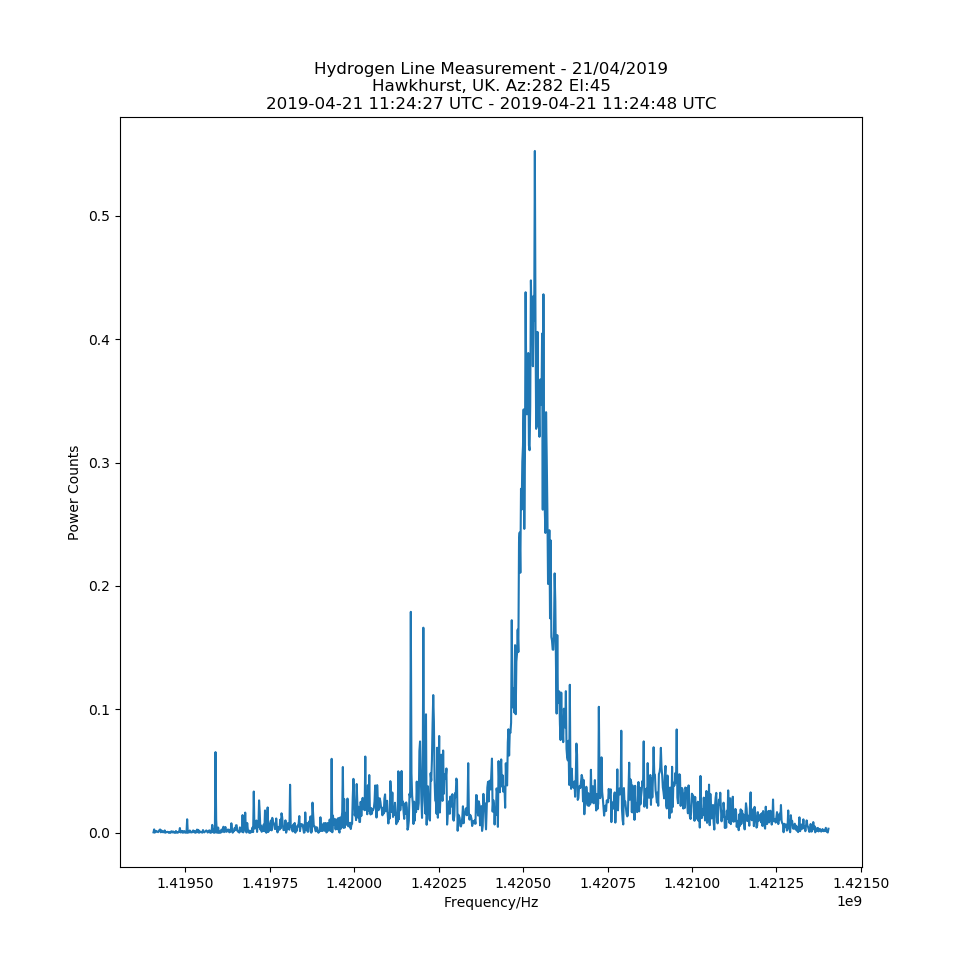 Hydrogen Line Measurement - 21/04/2019
Hawkhurst, UK. Az:282 El:45
2019-04-21 11:24:27 UTC - 2019-04-21 11:24:48 UTC
0.5
0.4
0.3
0.2
0.1
0.0
Power Counts
1.41950 1.41975 1.42000 1.42025 1.42050 1.42075 1.42100 1.42125 1.42150
Frequency/Hz
1e9